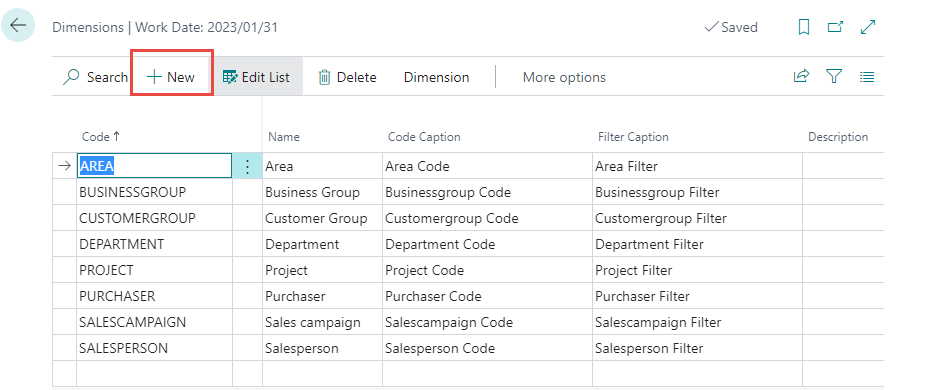 Dimensions | Work Date: 2023/01/31 Saved
Search New Edit List Delete Dimension More options
Code ↑ Name Code Caption Filter Caption Description
AREA Area Area Code Area Filter
BUSINESSGROUP Business Group Businessgroup Code Businessgroup Filter
CUSTOMERGROUP Customer Group Customergroup Code Customergroup Filter
DEPARTMENT Department Department Code Department Filter
PROJECT Project Project Code Project Filter
PURCHASER Purchaser Purchaser Code Purchaser Filter
SALESCAMPAIGN Sales campaign Salescampaign Code Salescampaign Filter
SALESPERSON Salesperson Salesperson Code Salesperson Filter